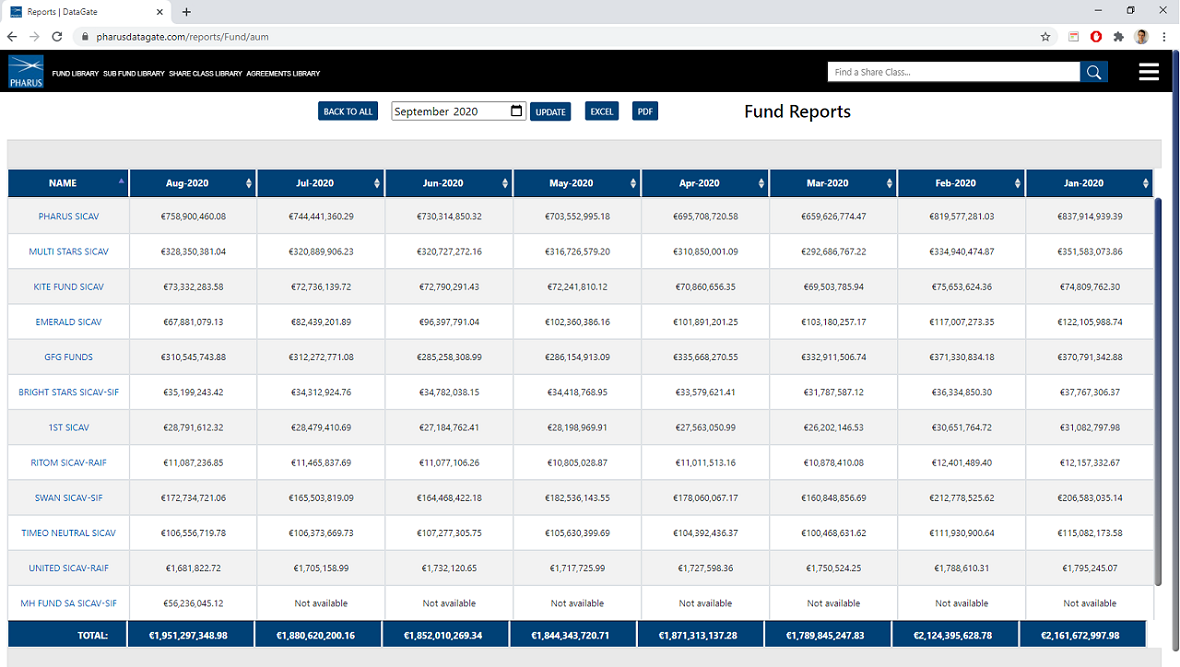 Reports | DataGate
pharusdatagate.com/reports/Fund/aum
PHARUS FUND LIBRARY SUB FUND LIBRARY SHARE CLASS LIBRARY AGREEMENTS LIBRARY Find a Share Class...
BACK TO ALL September 2020 UPDATE EXCEL PDF Fund Reports
NAME Aug-2020 Jul-2020 Jun-2020 May-2020 Apr-2020 Mar-2020 Feb-2020 Jan-2020
PHARUS SICAV €758,900,460.08 €744,441,360.29 €730,314,850.32 €703,552,995.18 €695,708,720.58 €659,626,774.47 €819,577,281.03 €837,914,939.39
MULTI STARS SICAV €328,350,381.04 €320,889,906.23 €320,727,272.16 €316,726,579.20 €310,850,001.09 €292,686,767.22 €334,940,474.87 €351,583,073.86
KITE FUND SICAV €73,332,283.58 €72,736,139.72 €72,790,291.43 €72,241,810.12 €70,860,656.35 €69,503,785.94 €75,653,624.36 €74,809,762.30
EMERALD SICAV €67,881,079.13 €82,439,201.89 €96,397,791.04 €102,360,386.16 €101,891,201.25 €103,180,257.17 €117,007,273.35 €122,105,988.74
GFG FUNDS €310,545,743.88 €312,272,771.08 €285,258,308.99 €286,154,913.09 €335,668,270.55 €332,911,506.74 €371,330,834.18 €370,791,342.88
BRIGHT STARS SICAV-SIF €35,199,243.42 €34,312,924.76 €34,782,038.15 €34,418,768.95 €33,579,621.41 €31,787,587.12 €36,334,850.30 €37,767,306.37
1ST SICAV €28,791,612.32 €28,479,410.69 €27,184,762.41 €28,198,969.91 €27,563,050.99 €26,202,146.53 €30,651,764.72 €31,082,797.98
RITOM SICAV-RAIF €11,087,236.85 €11,465,837.69 €11,077,106.26 €10,805,028.87 €11,011,513.16 €10,878,410.08 €12,401,489.40 €12,157,332.67
SWAN SICAV-SIF €172,734,721.06 €165,503,819.09 €164,468,422.18 €182,536,143.55 €178,060,067.17 €160,848,856.69 €212,778,525.62 €206,583,035.14
TIMEO NEUTRAL SICAV €106,556,719.78 €106,373,669.73 €107,277,305.75 €105,630,399.69 €104,392,436.37 €100,468,631.62 €111,930,900.64 €115,082,173.58
UNITED SICAV-RAIF €1,681,822.72 €1,705,158.99 €1,732,120.65 €1,717,725.99 €1,727,598.36 €1,750,524.25 €1,788,610.31 €1,795,245.07
MH FUND SA SICAV-SIF €56,236,045.12 Not available Not available Not available Not available Not available Not available Not available
TOTAL: €1,951,297,348.98 €1,880,620,200.16 €1,852,010,269.34 €1,844,343,720.71 €1,871,313,137.28 €1,789,845,247.83 €2,124,395,628.78 €2,161,672,997.98